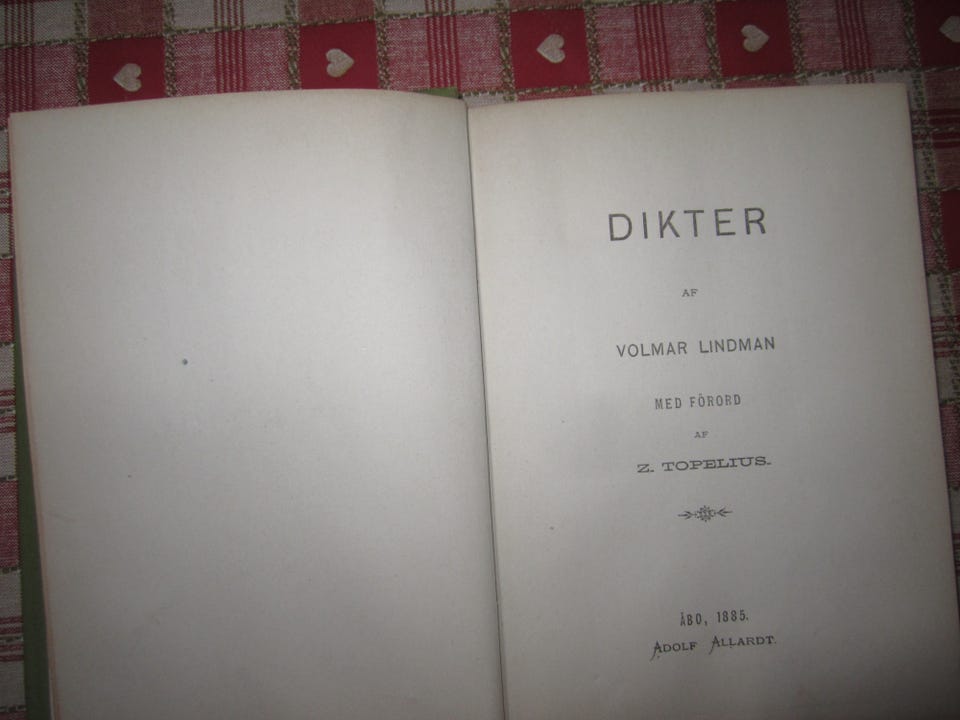 DIKTER
AF
VOLMAR LINDMAN
MED FÖRORD
AF
Z. TOPELIUS.
ÅBO, 1885.
ADOLF ALLARDT.